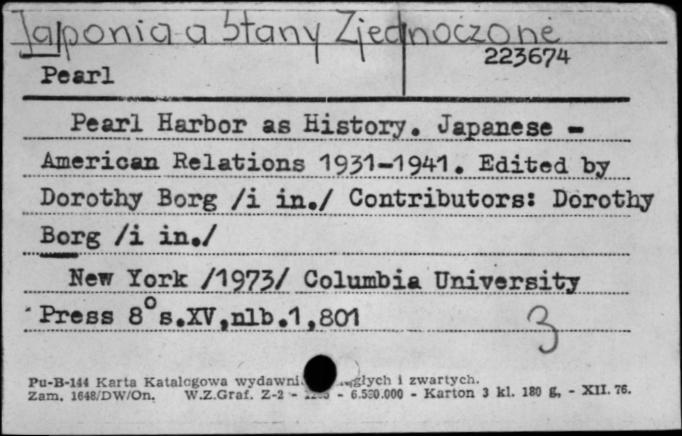 Japonia a Stany Zjednoczone
223674
Pearl
Pearl Harbor as History. Japanese -
American Relations 1931-1941. Edited by
Dorothy Borg /i in./ Contributors: Dorothy
Borg /i in./
New York /1973/ Columbia University
Press 8° s.XV,nlb.1,801
3
Pu-B-144 Karta Katalogowa i zwartych.
Zam. 1648/DW/On. W.Z.Graf. Z-2 - - 6.530.000 - Karton 3 kl. 180 g, - XII. 76.